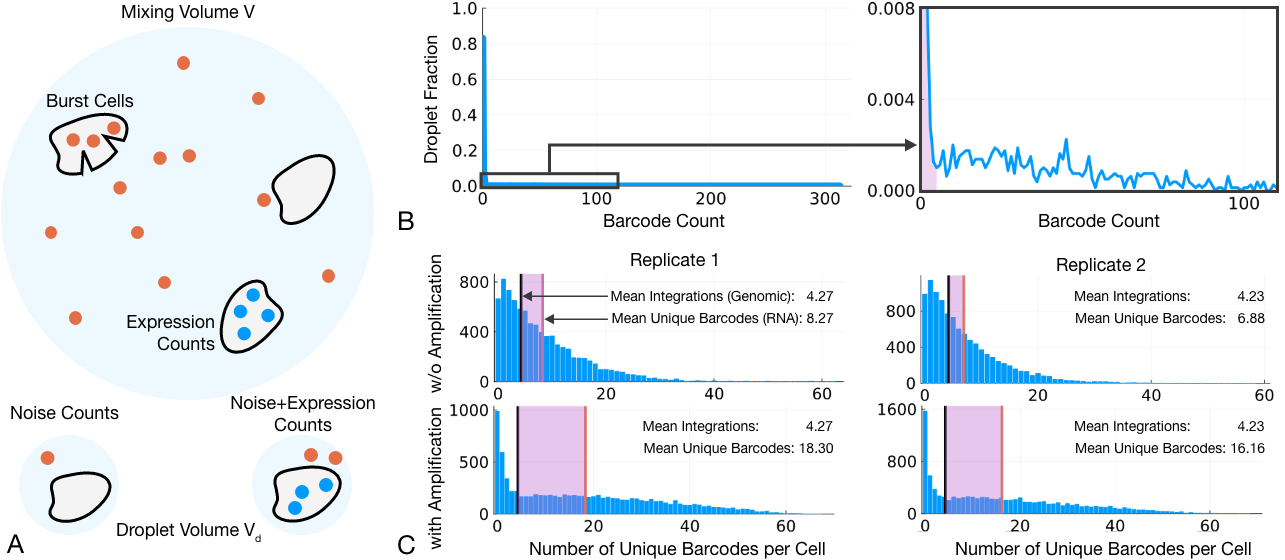 Mixing Volume V
Burst Cells
Expression
Counts
Noise Counts
Noise+Expression
Counts
Droplet Volume Vd
A
Droplet Fraction
1.0
0.8
0.6
0.4
0.2
0.0
0
100
200
300
Barcode Count
B
0.008
0.004
0.000
0
100
Barcode Count
Replicate 1
w/o Amplification
800
400
0
Mean Integrations (Genomic): 4.27
Mean Unique Barcodes (RNA): 8.27
0
20
40
60
Replicate 2
800
400
0
Mean Integrations: 4.23
Mean Unique Barcodes: 6.88
0
20
40
60
with Amplification
1000
500
0
Mean Integrations: 4.27
Mean Unique Barcodes: 18.30
0
20
40
60
Number of Unique Barcodes per Cell
1600
800
0
Mean Integrations: 4.23
Mean Unique Barcodes: 16.16
0
20
40
60
Number of Unique Barcodes per Cell
C